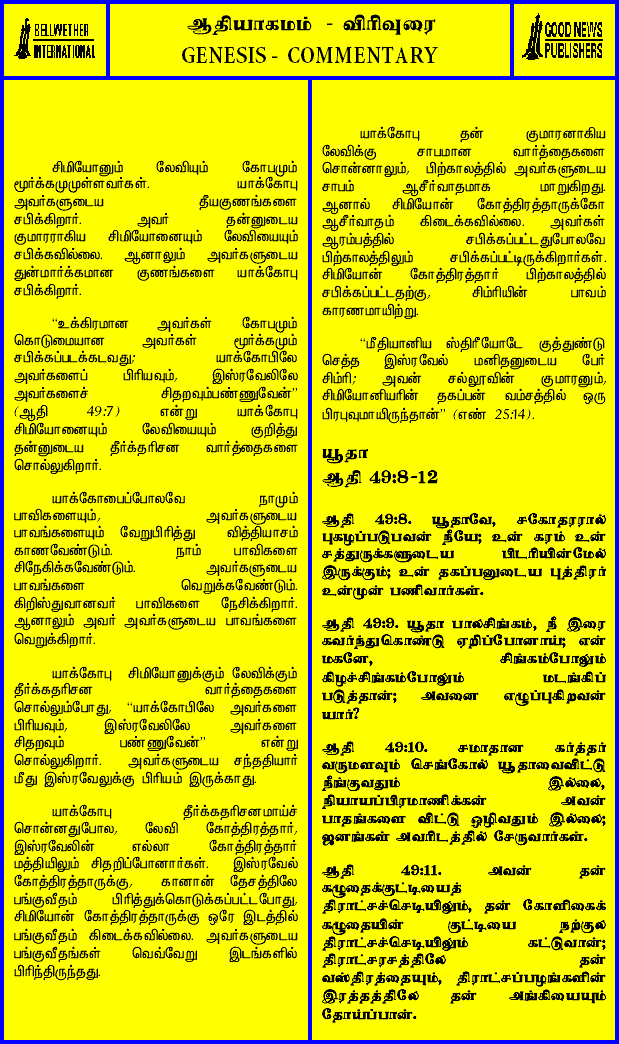 BELLWETHER
INTERNATIONAL
ஆதியாகமம் - விரிவுரை
GENESIS - COMMENTARY
GOOD NEWS
PUBLISHERS
சிமியோனும் லேவியும் கோபமும்
மூர்க்கமுமுள்ளவர்கள். யாக்கோபு
அவர்களுடைய தீயகுணங்களை
சபிக்கிறார். அவர் தன்னுடைய
குமாரராகிய சிமியோனையும் லேவியையும்
சபிக்கவில்லை. ஆனாலும் அவர்களுடைய
துன்மார்க்கமான குணங்களை யாக்கோபு
சபிக்கிறார்.
“உக்கிரமான அவர்கள் கோபமும்
கொடுமையான அவர்கள் மூர்க்கமும்
சபிக்கப்படக்கடவது; யாக்கோபிலே
அவர்களைப் பிரியவும், இஸ்ரவேலிலே
அவர்களைச் சிதறவும்பண்ணுவேன்”
(ஆதி 49:7) என்று யாக்கோபு
சிமியோனையும் லேவியையும் குறித்து
தன்னுடைய தீர்க்தரிசன வார்த்தைகளை
சொல்லுகிறார்.
யாக்கோபைப்போலவே நாமும்
பாவிகளையும், அவர்களுடைய
பாவங்களையும் வேறுபிரித்து வித்தியாசம்
காணவேண்டும். நாம் பாவிகளை
சிநேகிக்கவேண்டும். அவர்களுடைய
பாவங்களை வெறுக்கவேண்டும்.
கிறிஸ்துவானவர் பாவிகளை நேசிக்கிறார்.
ஆனாலும் அவர் அவர்களுடைய பாவங்களை
வெறுக்கிறார்.
யாக்கோபு சிமியோனுக்கும் லேவிக்கும்
தீர்க்கதரிசன வார்த்தைகளை
சொல்லும்போது, “யாக்கோபிலே அவர்களை
பிரியவும், இஸ்ரவேலிலே அவர்களை
சிதறவும் பண்ணுவேன்” என்று
சொல்லுகிறார். அவர்களுடைய சந்ததியார்
மீது இஸ்ரவேலுக்கு பிரியம் இருக்காது.
யாக்கோபு தீர்க்கதரிசனமாய்ச்
சொன்னதுபோல, லேவி கோத்திரத்தார்,
இஸ்ரவேலின் எல்லா கோத்திரத்தார்
மத்தியிலும் சிதறிப்போனார்கள். இஸ்ரவேல்
கோத்திரத்தாருக்கு, கானான் தேசத்திலே
பங்குவீதம் பிரித்துக்கொடுக்கப்பட்டபோது,
சிமியோன் கோத்திரத்தாருக்கு ஒரே இடத்தில்
பங்குவீதம் கிடைக்கவில்லை. அவர்களுடைய
பங்குவீதங்கள் வெவ்வேறு இடங்களில்
பிரிந்திருந்தது.
யாக்கோபு தன் குமாரனாகிய
லேவிக்கு சாபமான வார்த்தைகளை
சொன்னாலும், பிற்காலத்தில் அவர்களுடைய
சாபம் ஆசீர்வாதமாக மாறுகிறது.
ஆனால் சிமியோன் கோத்திரத்தாருக்கோ
ஆசீர்வாதம் கிடைக்கவில்லை. அவர்கள்
ஆரம்பத்தில் சபிக்கப்பட்டதுபோலவே
பிற்காலத்திலும் சபிக்கப்பட்டிருக்கிறார்கள்.
சிமியோன் கோத்திரத்தார் பிற்காலத்தில்
சபிக்கப்பட்டதற்கு, சிம்ரியின் பாவம்
காரணமாயிற்று.
“மீதியானிய ஸ்திரீயோடே குத்துண்டு
செத்த இஸ்ரவேல் மனிதனுடைய பேர்
சிம்ரி; அவன் சல்லூவின் குமாரனும்,
சிமியோனியரின் தகப்பன் வம்சத்தில் ஒரு
பிரபுவுமாயிருந்தான்” (எண் 25:14).
யூதா
ஆதி 49:8-12
ஆதி 49:8. யூதாவே, சகோதரரால்
புகழப்படுபவன் நீயே; உன் கரம் உன்
சத்துருக்களுடைய பிடரியின்மேல்
இருக்கும்; உன் தகப்பனுடைய புத்திரர்
உன்முன் பணிவார்கள்.
ஆதி 49:9. யூதா பாலசிங்கம், நீ இரை
கவர்ந்துகொண்டு ஏறிப்போனாய்; என்
மகனே, சிங்கம்போலும்
கிழச்சிங்கம்போலும் மடங்கிப்
படுத்தான்; அவனை எழுப்புகிறவன்
யார்?
ஆதி 49:10. சமாதான கர்த்தர்
வருமளவும் செங்கோல் யூதாவைவிட்டு
நீங்குவதும் இல்லை,
நியாயப்பிரமாணிக்கன் அவன்
பாதங்களை விட்டு ஒழிவதும் இல்லை;
ஜனங்கள் அவரிடத்தில் சேருவார்கள்.
ஆதி 49:11. அவன் தன்
கழுதைக்குட்டியைத்
திராட்சச்செடியிலும், தன் கோளிகைக்
கழுதையின் குட்டியை நற்குல
திராட்சச்செடியிலும் கட்டுவான்;
திராட்சரசத்திலே தன்
வஸ்திரத்தையும், திராட்சப்பழங்களின்
இரத்தத்திலே தன் அங்கியையும்
தோய்ப்பான்.